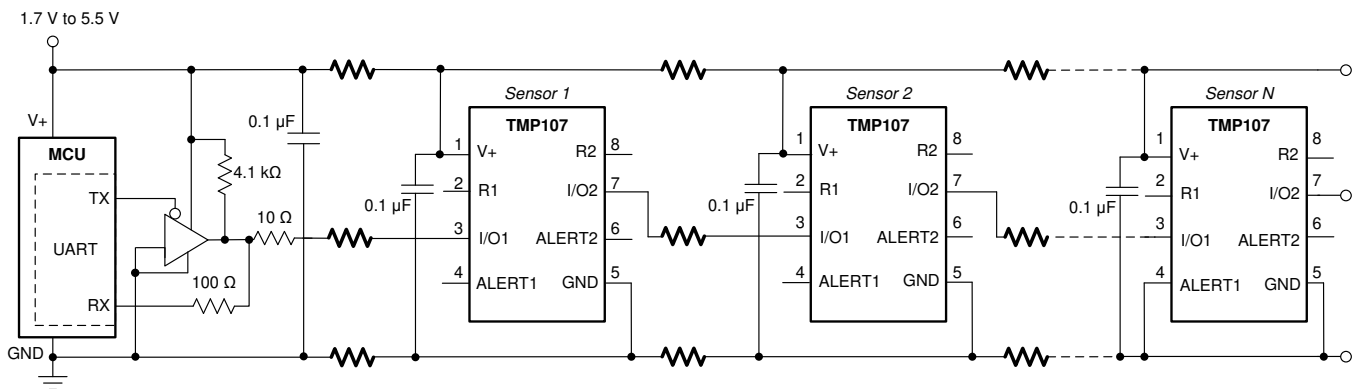 1.7 V to 5.5 V
V+
MCU
TX
UART
RX
GND
4.1 kΩ
10 Ω
100 Ω
0.1 µF
Sensor 1
TMP107
1
V+
2
R1
3
I/O1
4
ALERT1
R2
8
I/O2
7
ALERT2
6
GND
5
0.1 µF
Sensor 2
TMP107
1
V+
2
R1
3
I/O1
4
ALERT1
R2
8
I/O2
7
ALERT2
6
GND
5
0.1 µF
Sensor N
TMP107
1
V+
2
R1
3
I/O1
4
ALERT1
R2
8
I/O2
7
ALERT2
6
GND
5
0.1 µF